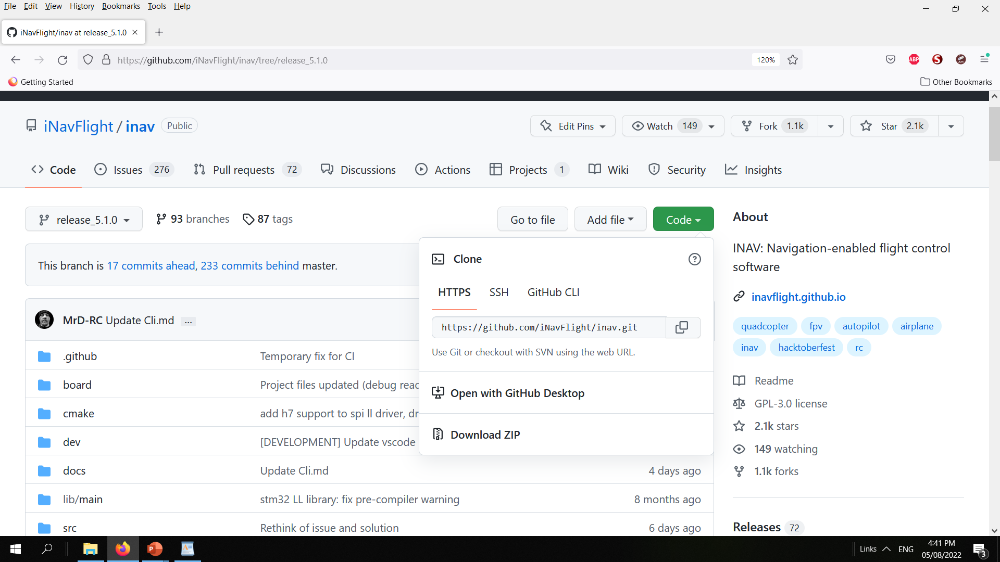 File Edit View History Bookmarks Tools Help
iNavFlight/inav at release_5.1.0
https://github.com/iNavFlight/inav/tree/release_5.1.0
120%
ABP
S
API
Getting Started
Other Bookmarks
iNavFlight / inav Public
Edit Pins
Watch 149
Fork 1.1k
Star 2.1k
Code
Issues 276
Pull requests 72
Discussions
Actions
Projects 1
Wiki
Security
Insights
release_5.1.0
93 branches
87 tags
Go to file
Add file
Code
This branch is 17 commits ahead, 233 commits behind master.
Clone
HTTPS SSH GitHub CLI
https://github.com/iNavFlight/inav.git
Use Git or checkout with SVN using the web URL.
Open with GitHub Desktop
Download ZIP
MrD-RC Update Cli.md ...
.github Temporary fix for CI
board Project files updated (debug read
cmake add h7 support to spi ll driver, dr
dev [DEVELOPMENT] Update vscode
docs Update Cli.md 4 days ago
lib/main stm32 LL library: fix pre-compiler warning 8 months ago
src Rethink of issue and solution 6 days ago
About
INAV: Navigation-enabled flight control
software
inavflight.github.io
quadcopter fpv autopilot airplane
inav hacktoberfest rc
Readme
GPL-3.0 license
2.1k stars
149 watching
1.1k forks
Releases 72
P
Links
ENG
4:41 PM
05/08/2022
3